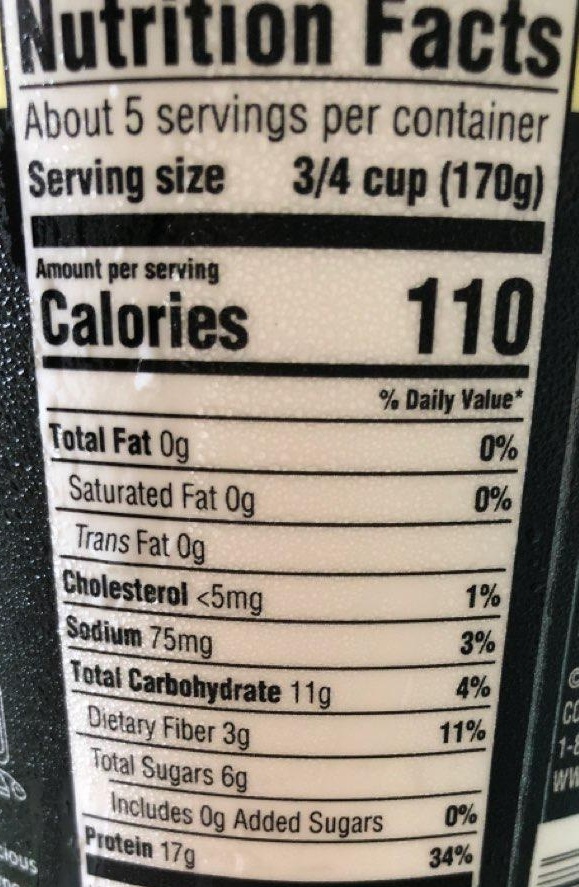 Nutrition Facts
About 5 servings per container
Serving size 3/4 cup (170g)
Amount per serving
Calories 110
% Daily Value*
Total Fat 0g 0%
Saturated Fat 0g 0%
Trans Fat 0g
Cholesterol <5mg 1%
Sodium 75mg 3%
Total Carbohydrate 11g 4%
Dietary Fiber 3g 11%
Total Sugars 6g
Includes 0g Added Sugars 0%
Protein 17g 34%